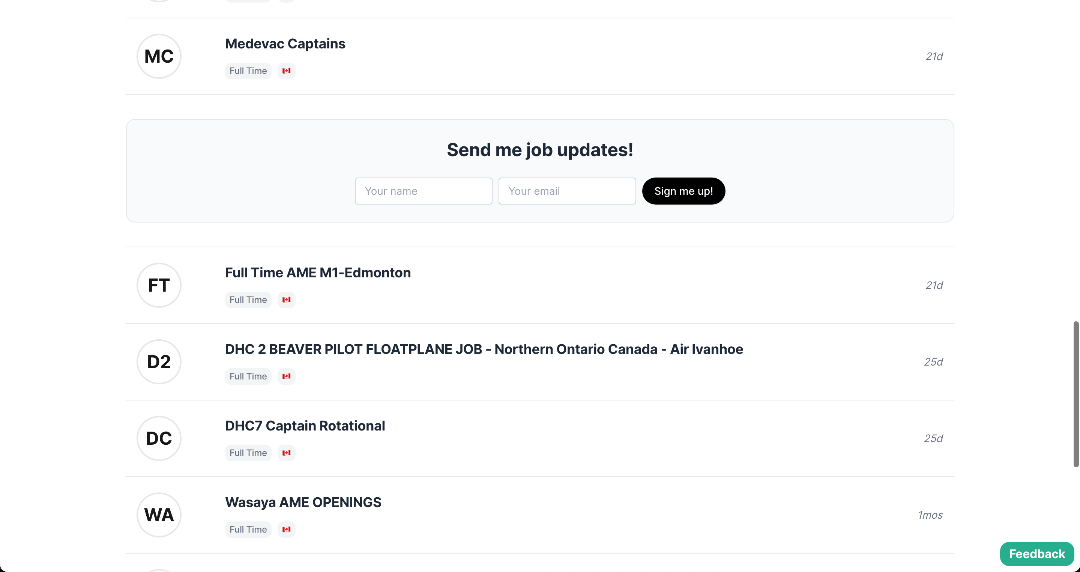 MC
Medevac Captains
Full Time
21d
Send me job updates!
Your name
Your email
Sign me up!
FT
Full Time AME M1-Edmonton
Full Time
21d
D2
DHC 2 BEAVER PILOT FLOATPLANE JOB - Northern Ontario Canada - Air Ivanhoe
Full Time
25d
DC
DHC7 Captain Rotational
Full Time
25d
WA
Wasaya AME OPENINGS
Full Time
1mos
Feedback